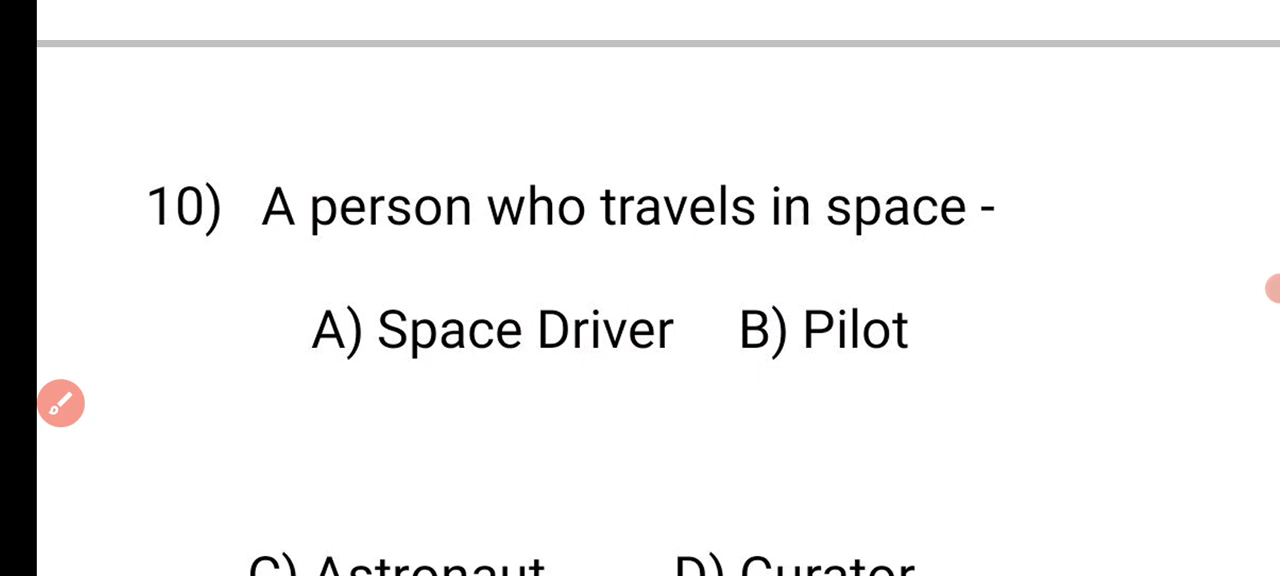 10) A person who travels in space -
A) Space Driver B) Pilot
C) Astronaut D) Curator